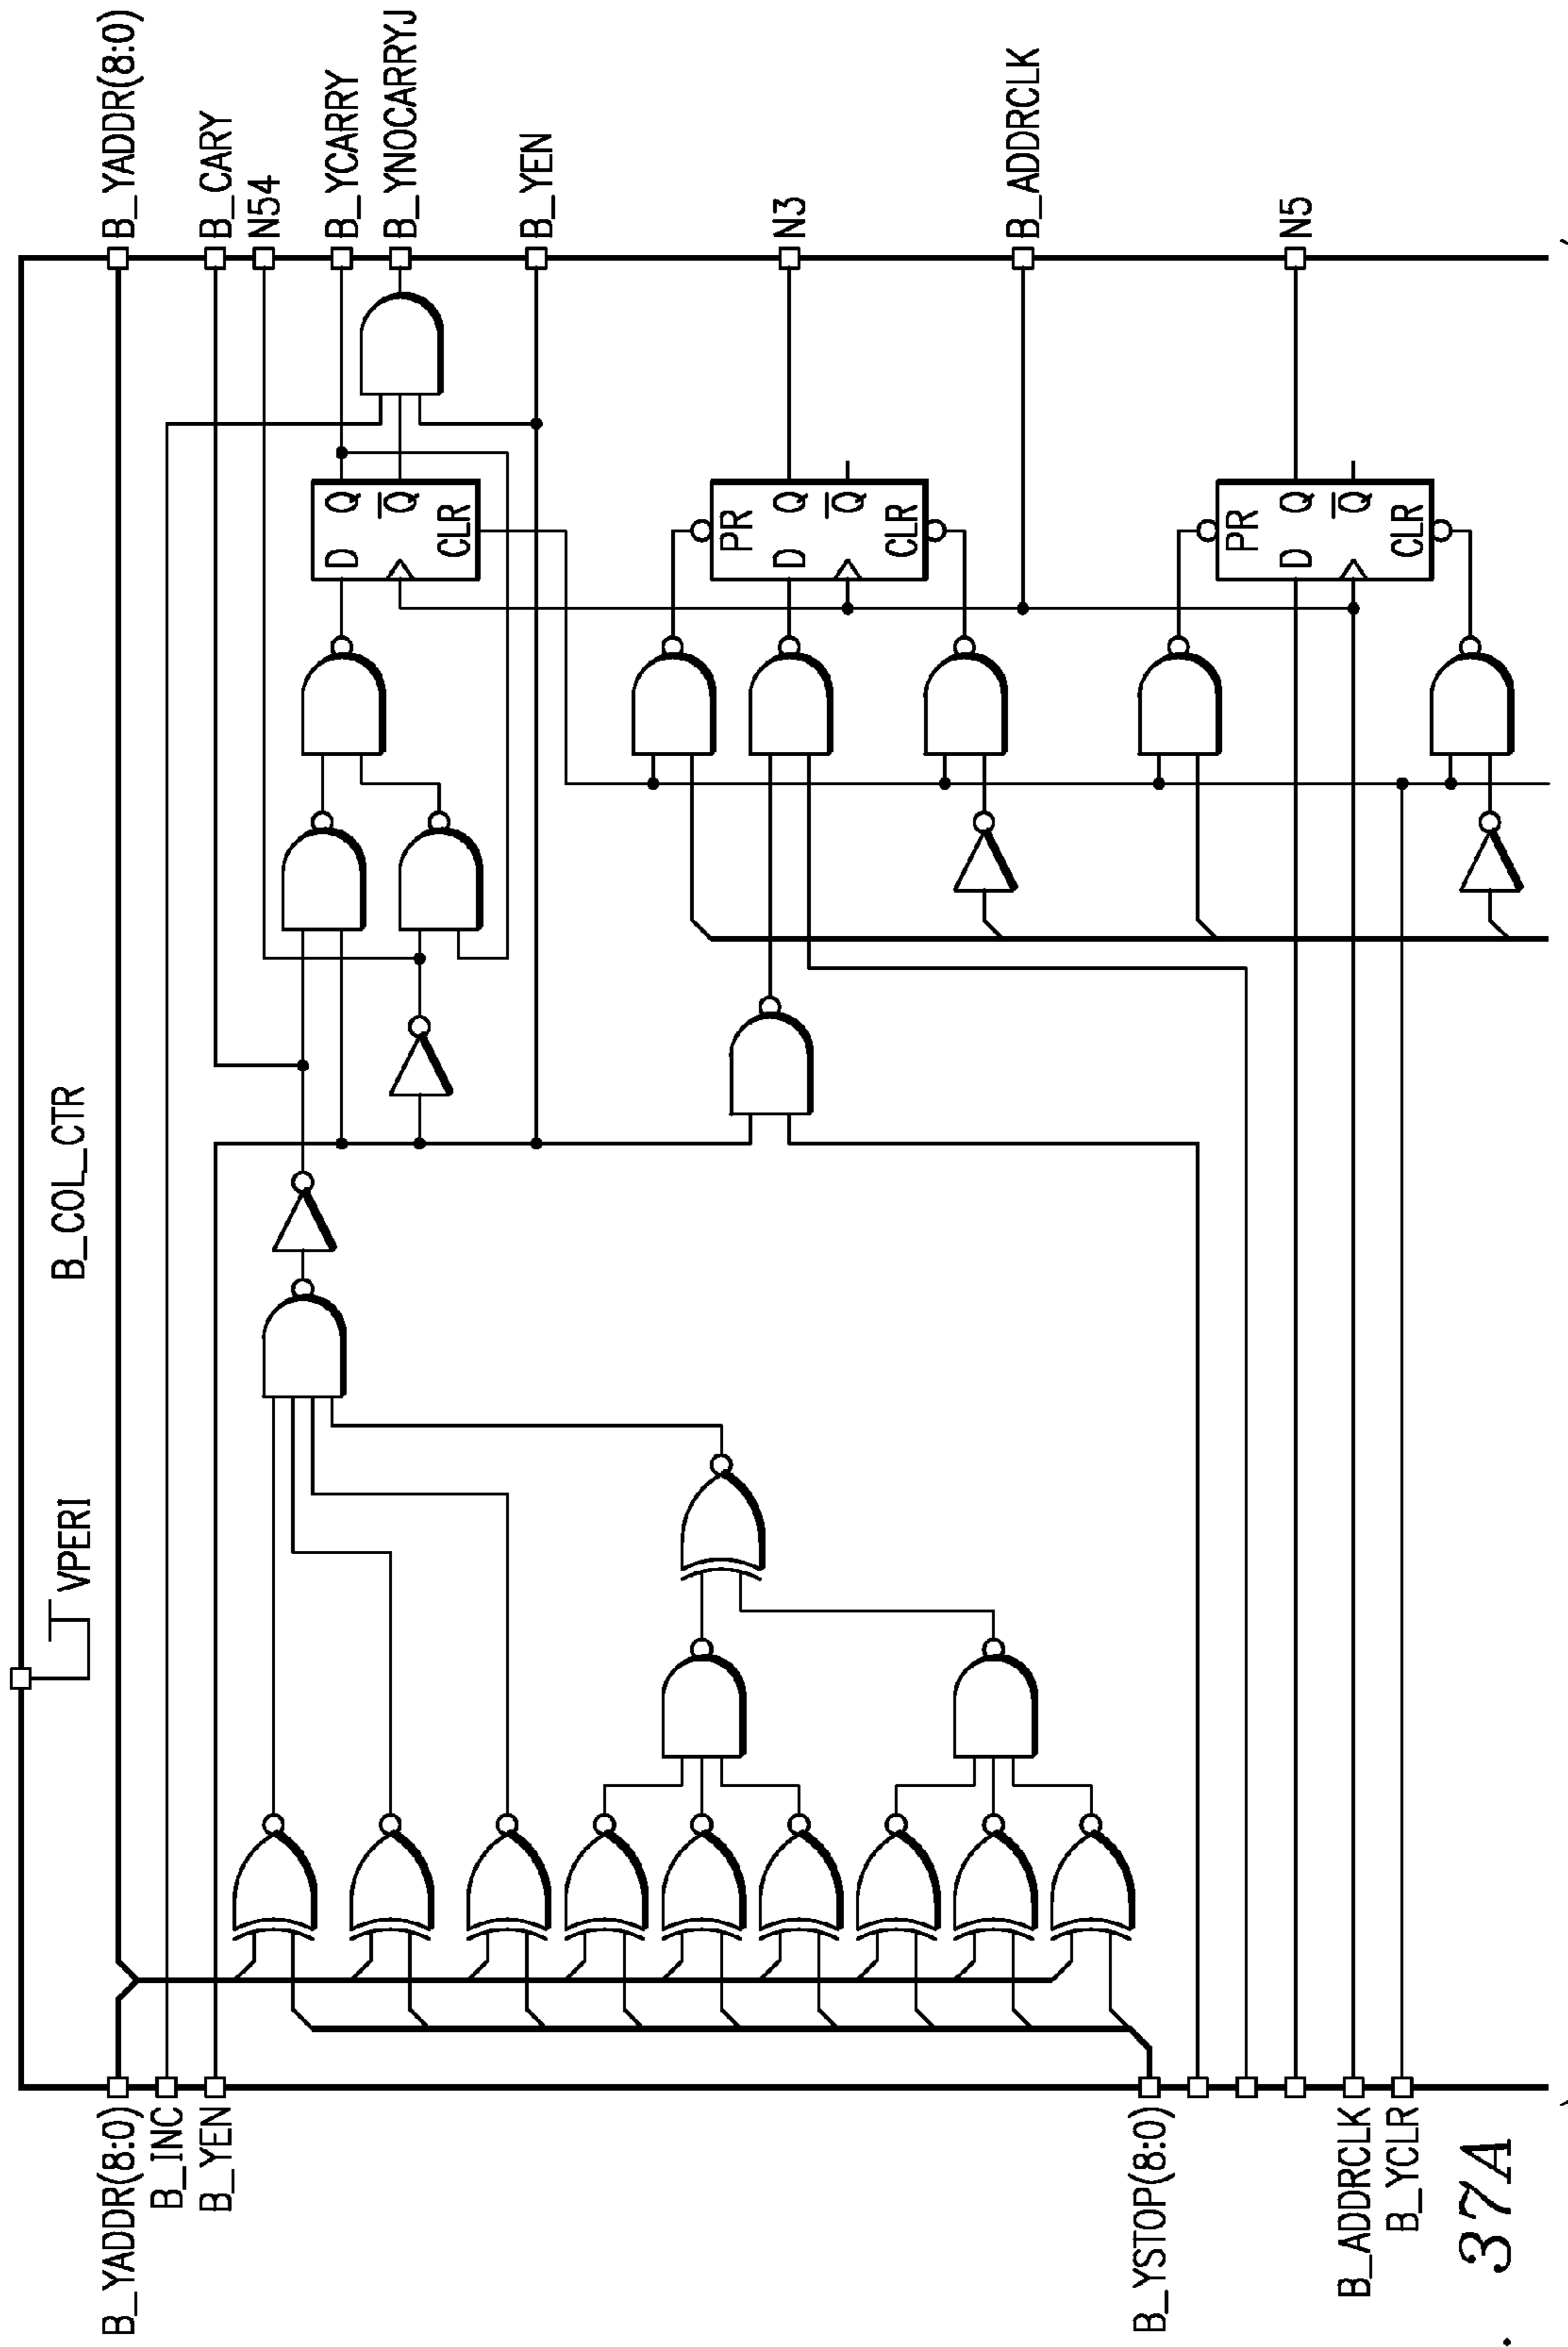 B_COL_CTR
VPERI
B_YADDR(8:0)
B_INC
B_YEN
B_YSTOP(8:0)
B_ADDRCLK
B_YCLR
B_YADDR(8:0)
B_CARY
N54
B_YCARRY
B_YNOCARRYJ
B_YEN
N3
B_ADDRCLK
N5
D Q
Q
CLR
PR
D Q
Q
CLR
PR
D Q
Q
CLR
. 37A